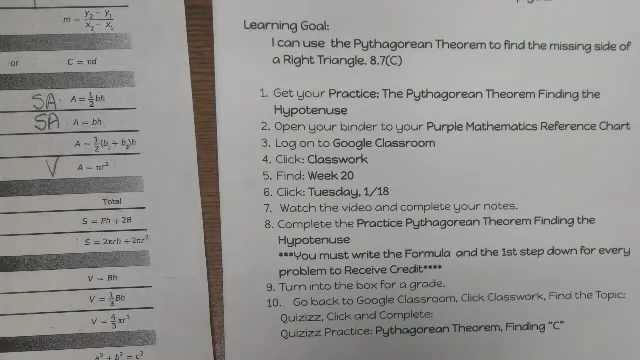 m = y₂ − y₁ / x₂ − x₁
or C = πd
SA A = ½bh
SA A = bh
A = ½(b₁ + b₂)h
V A = πr²
Total
S = Ph + 2B
S = 2πrh + 2πr²
V = Bh
V = ⅓Bh
V = 4/3 πr³
a² + b² = c²
Learning Goal:
I can use the Pythagorean Theorem to find the missing side of
a Right Triangle. 8.7(C)
1. Get your Practice: The Pythagorean Theorem Finding the
Hypotenuse
2. Open your binder to your Purple Mathematics Reference Chart
3. Log on to Google Classroom
4. Click: Classwork
5. Find: Week 20
6. Click: Tuesday, 1/18
7. Watch the video and complete your notes.
8. Complete the Practice Pythagorean Theorem Finding the
Hypotenuse
***You must write the Formula and the 1st step down for every
problem to Receive Credit****
9. Turn into the box for a grade.
10. Go back to Google Classroom, Click Classwork, Find the Topic:
Quizizz, Click and Complete:
Quizizz Practice: Pythagorean Theorem, Finding "C"